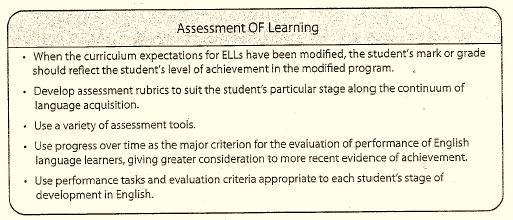 Assessment OF Learning
• When the curriculum expectations for ELLs have been modified, the student's mark or grade
should reflect the student's level of achievement in the modified program.
• Develop assessment rubrics to suit the student's particular stage along the continuum of
language acquisition.
• Use a variety of assessment tools.
• Use progress over time as the major criterion for the evaluation of performance of English
language learners, giving greater consideration to more recent evidence of achievement.
• Use performance tasks and evaluation criteria appropriate to each student's stage of
development in English.